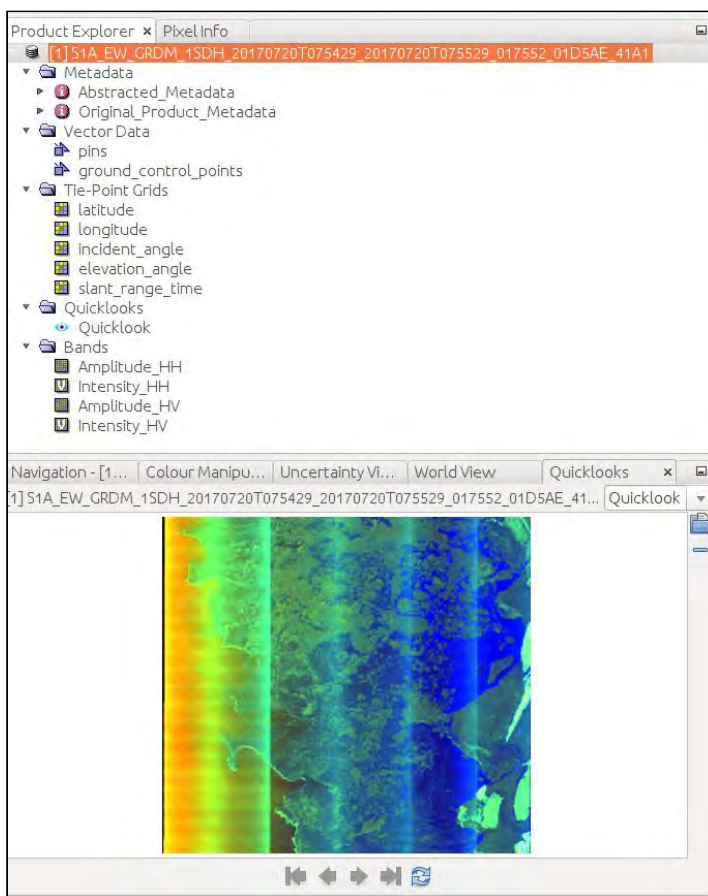 Product Explorer × Pixel Info
[1] S1A_EW_GRDM_1SDH_20170720T075429_20170720T075529_017552_01D5AE_41A1
Metadata
Abstracted_Metadata
Original_Product_Metadata
Vector Data
pins
ground_control_points
Tie-Point Grids
latitude
longitude
incident_angle
elevation_angle
slant_range_time
Quicklooks
Quicklook
Bands
Amplitude_HH
Intensity_HH
Amplitude_HV
Intensity_HV
Navigation - [1... Colour Manipu... Uncertainty Vi... World View Quicklooks ×
[1] S1A_EW_GRDM_1SDH_20170720T075429_20170720T075529_017552_01D5AE_41... Quicklook